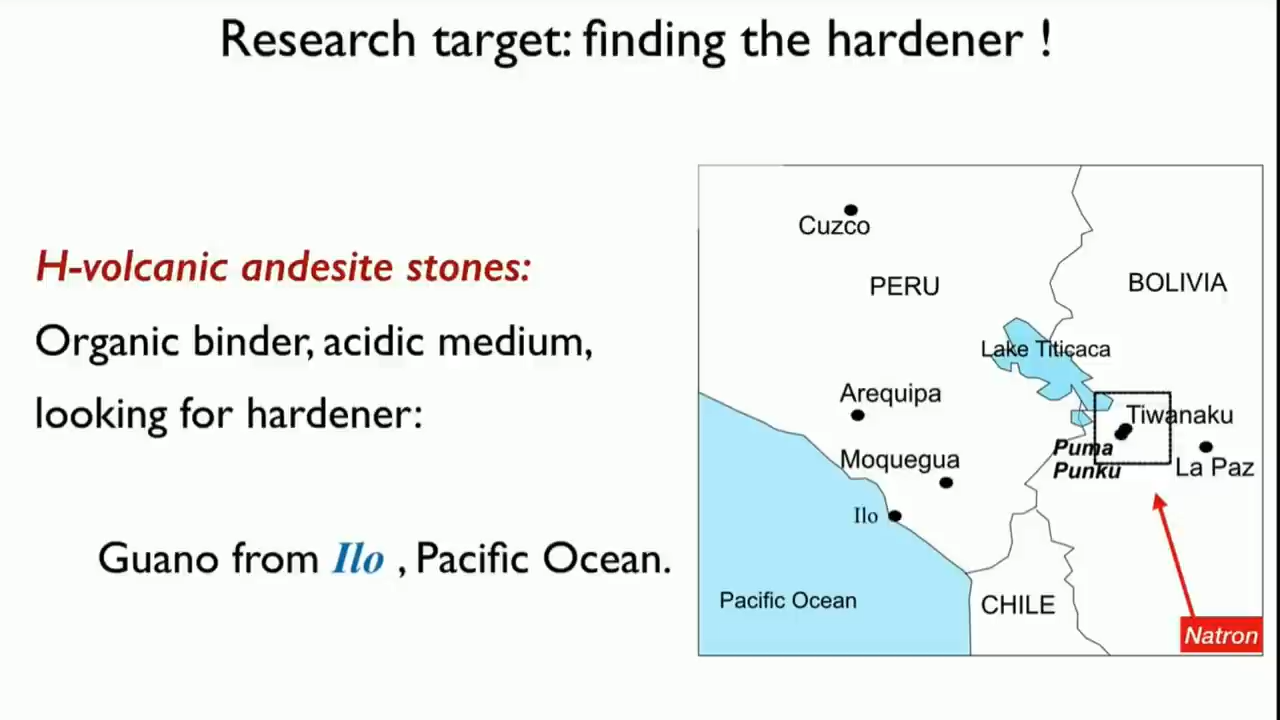 Research target: finding the hardener !
H-volcanic andesite stones:
Organic binder, acidic medium,
looking for hardener:
Guano from Ilo , Pacific Ocean.
Cuzco
PERU
BOLIVIA
Lake Titicaca
Arequipa
Tiwanaku
Puma
Punku
La Paz
Moquegua
Ilo
Pacific Ocean
CHILE
Natron